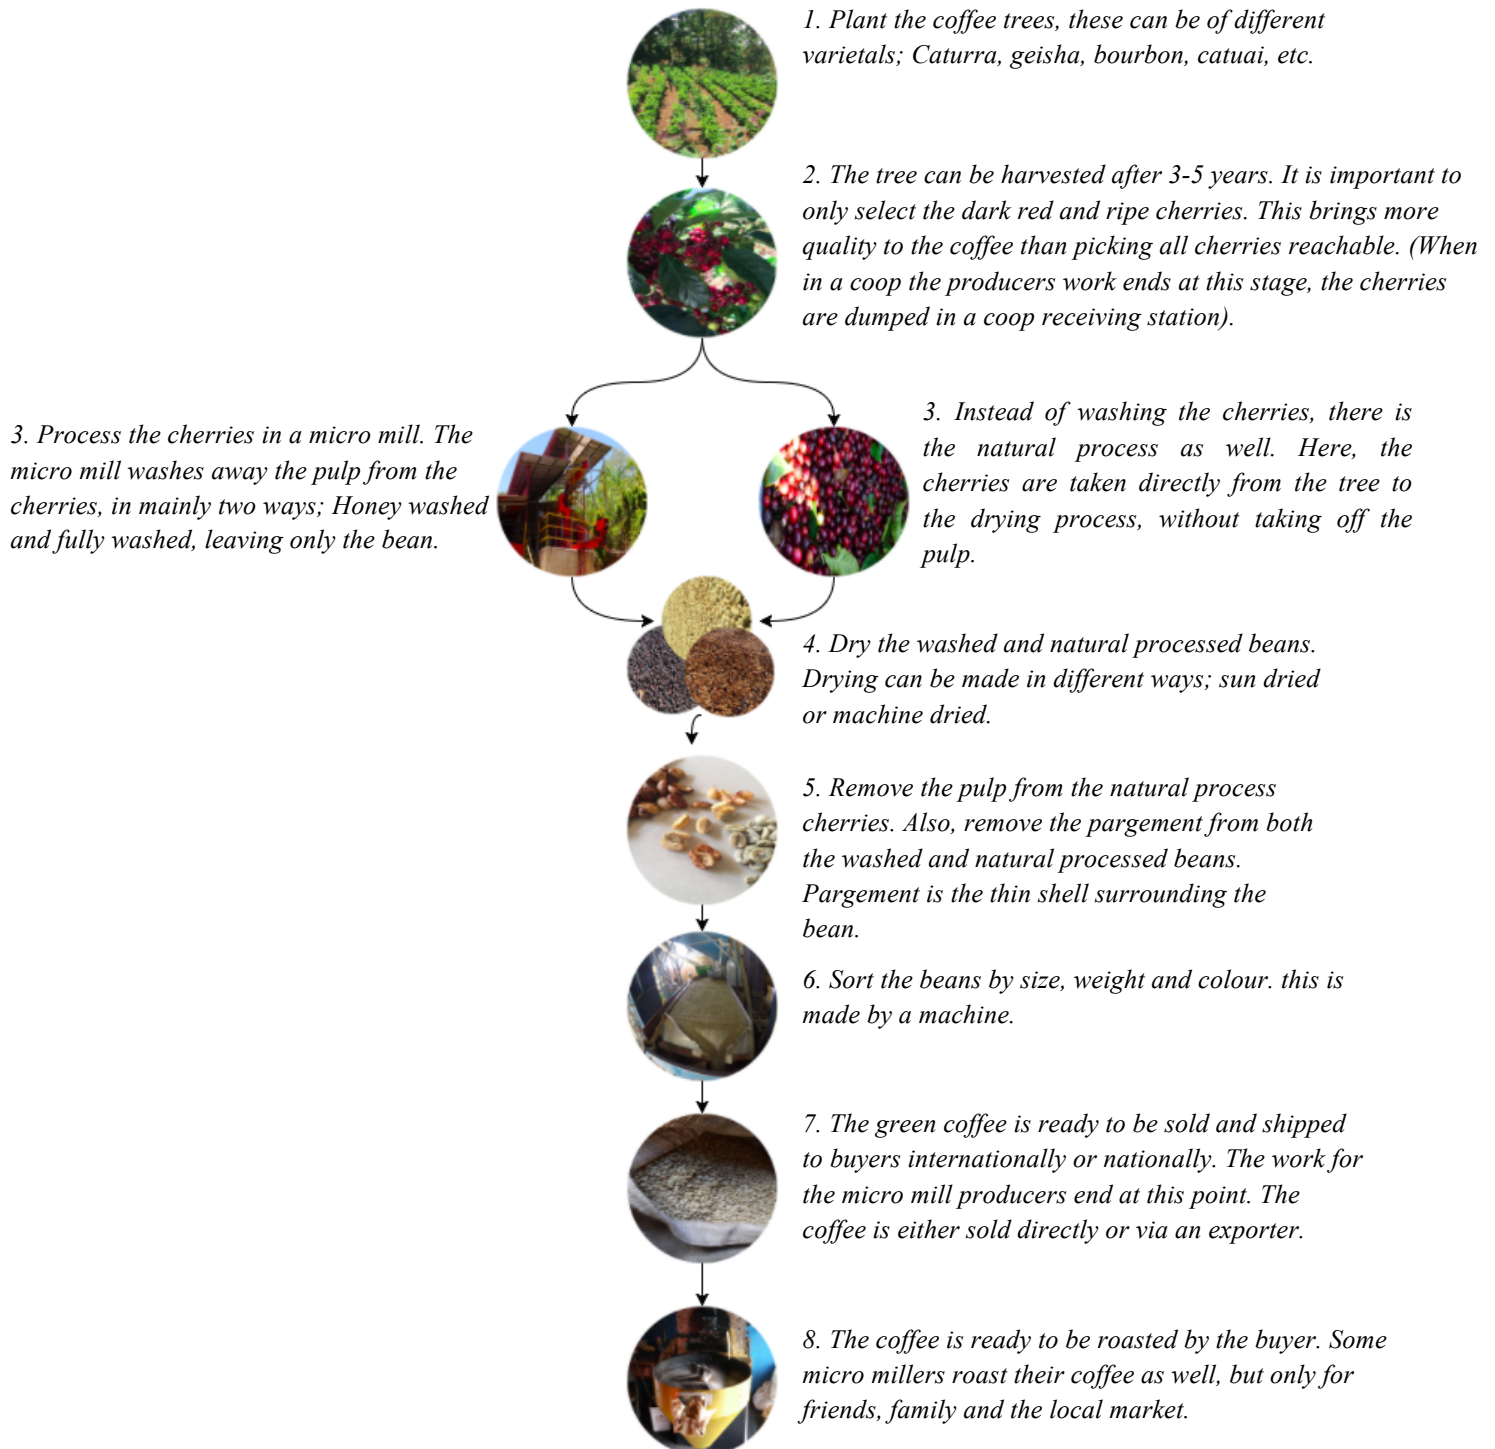 1. Plant the coffee trees, these can be of different
varietals; Caturra, geisha, bourbon, catuai, etc.
2. The tree can be harvested after 3-5 years. It is important to
only select the dark red and ripe cherries. This brings more
quality to the coffee than picking all cherries reachable. (When
in a coop the producers work ends at this stage, the cherries
are dumped in a coop receiving station).
3. Process the cherries in a micro mill. The
micro mill washes away the pulp from the
cherries, in mainly two ways; Honey washed
and fully washed, leaving only the bean.
3. Instead of washing the cherries, there is
the natural process as well. Here, the
cherries are taken directly from the tree to
the drying process, without taking off the
pulp.
4. Dry the washed and natural processed beans.
Drying can be made in different ways; sun dried
or machine dried.
5. Remove the pulp from the natural process
cherries. Also, remove the pargement from both
the washed and natural processed beans.
Pargement is the thin shell surrounding the
bean.
6. Sort the beans by size, weight and colour. this is
made by a machine.
7. The green coffee is ready to be sold and shipped
to buyers internationally or nationally. The work for
the micro mill producers end at this point. The
coffee is either sold directly or via an exporter.
8. The coffee is ready to be roasted by the buyer. Some
micro millers roast their coffee as well, but only for
friends, family and the local market.